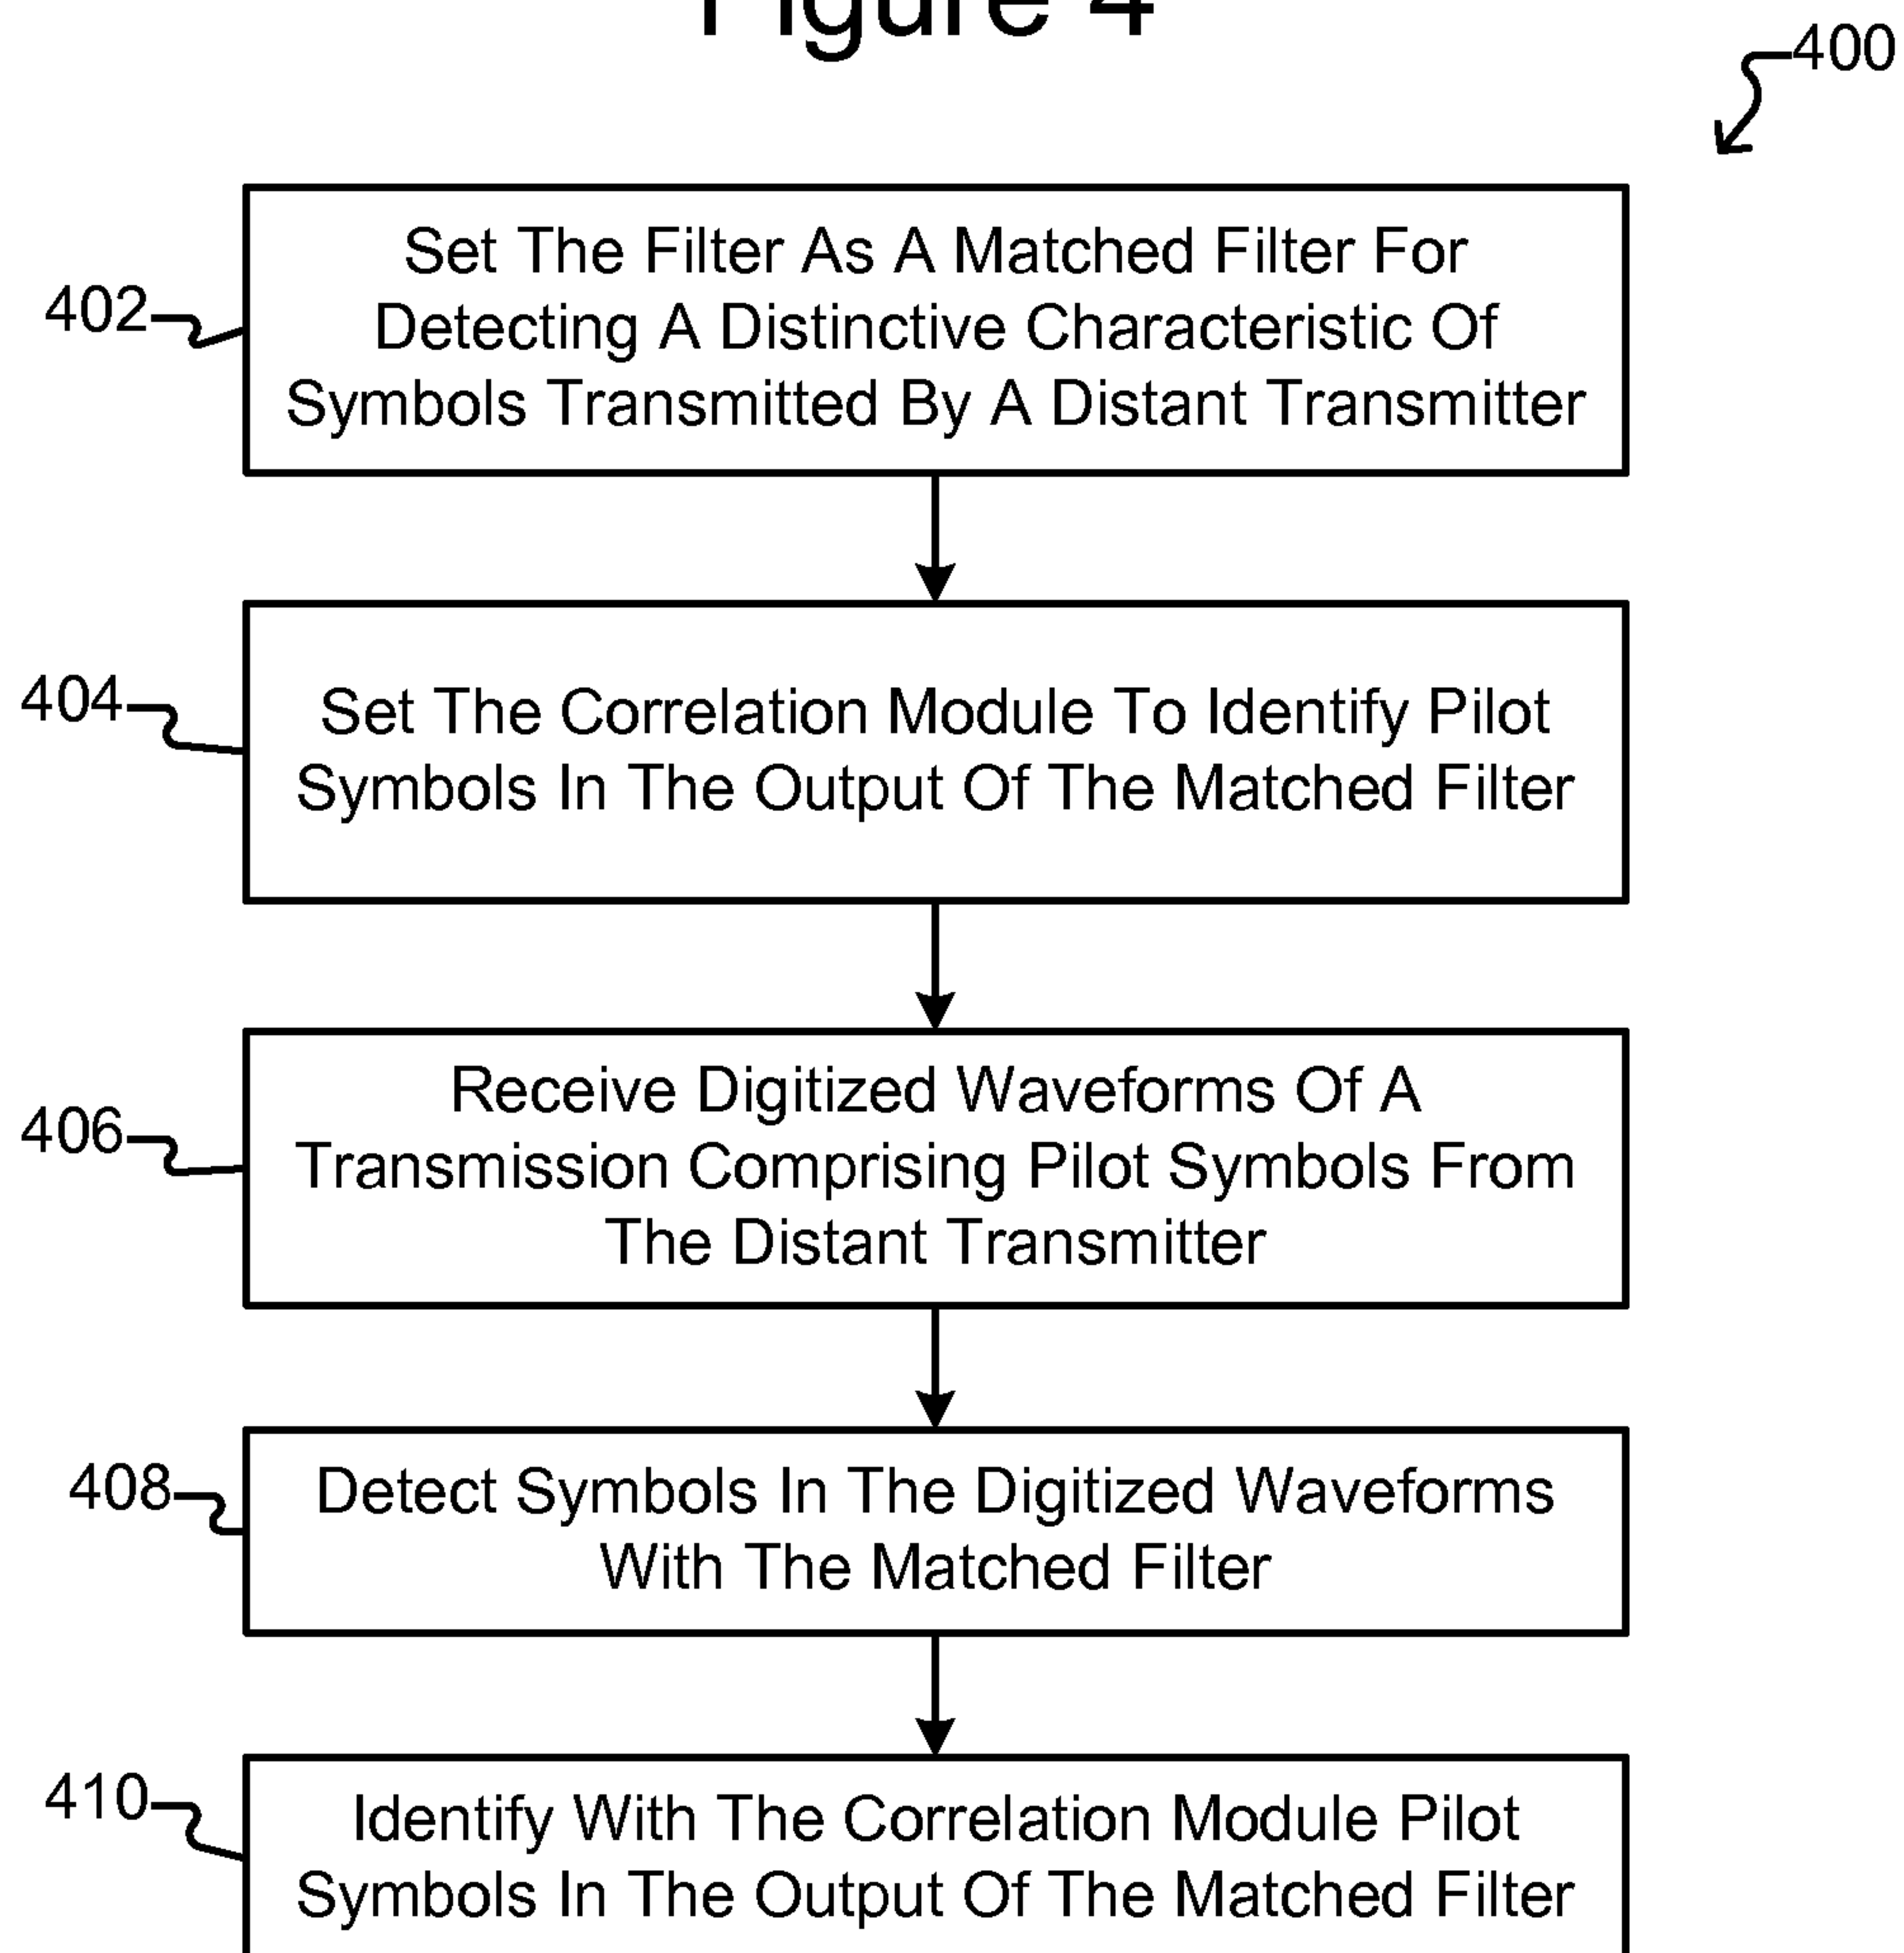 Figure 4
400
402
Set The Filter As A Matched Filter For
Detecting A Distinctive Characteristic Of
Symbols Transmitted By A Distant Transmitter
404
Set The Correlation Module To Identify Pilot
Symbols In The Output Of The Matched Filter
406
Receive Digitized Waveforms Of A
Transmission Comprising Pilot Symbols From
The Distant Transmitter
408
Detect Symbols In The Digitized Waveforms
With The Matched Filter
410
Identify With The Correlation Module Pilot
Symbols In The Output Of The Matched Filter